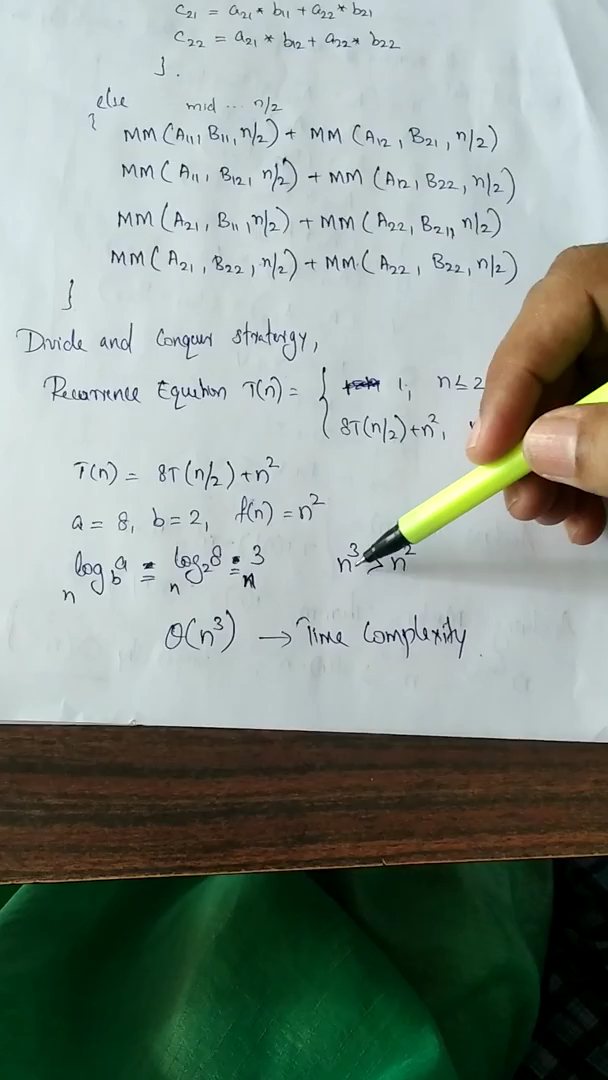 c21 = a21 * b11 + a22 * b21
c22 = a21 * b12 + a22 * b22
}.
else mid ... n/2
{
MM(A11, B11, n/2) + MM(A12, B21, n/2)
MM(A11, B121, n/2) + MM(A12, B22, n/2)
MM(A21, B11, n/2) + MM(A22, B21, n/2)
MM(A21, B22, n/2) + MM(A22, B22, n/2)
}
Divide and Conquer stratergy,
Recurrence Equation T(n) = { 1; n ≤ 2
8T(n/2)+n²,
T(n) = 8T(n/2)+n²
a = 8, b = 2, f(n) = n²
n log_b a = n log_2 8 = n³ n³ > n²
θ(n³) → Time Complexity.